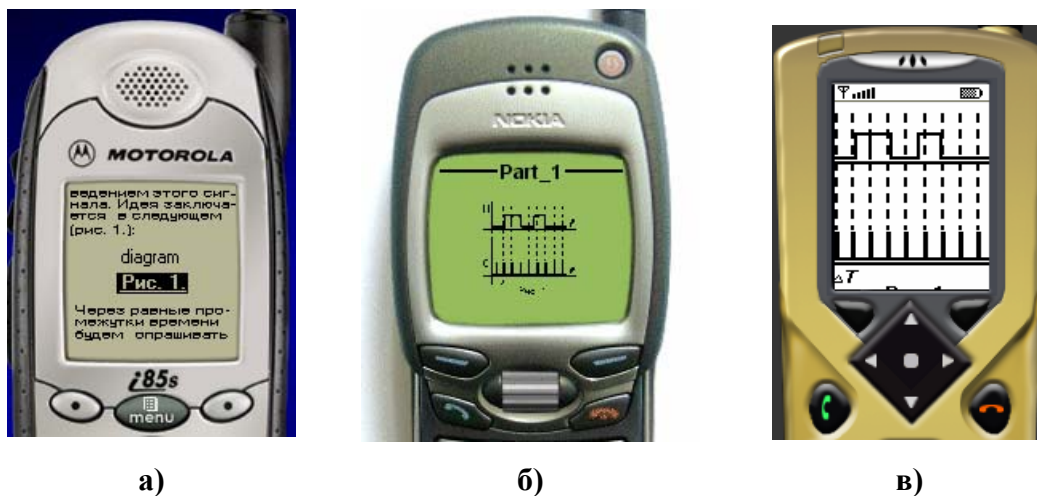 MOTOROLA
ведением этого сиг-
нала. Идея заключа-
ется в следующем
(рис. 1.):
diagram
Рис. 1.
Через равные про-
межутки времени
будем опрашивать
i85s
menu
а)
NOKIA
Part_1
б)
ΔT
в)